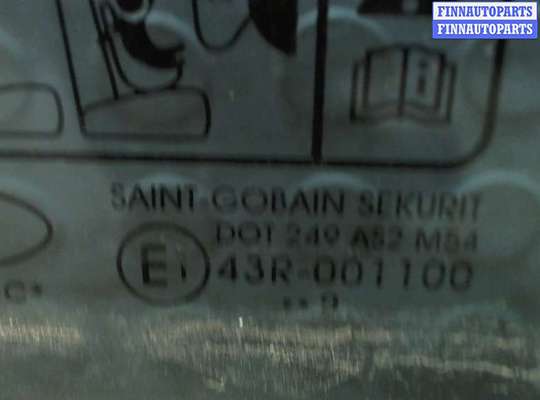 FINNAUTOPARTS
FINNAUTOPARTS
SAINT-GOBAIN SEKURIT
DOT 249 AS2 M54
E1 43R-001100
C*